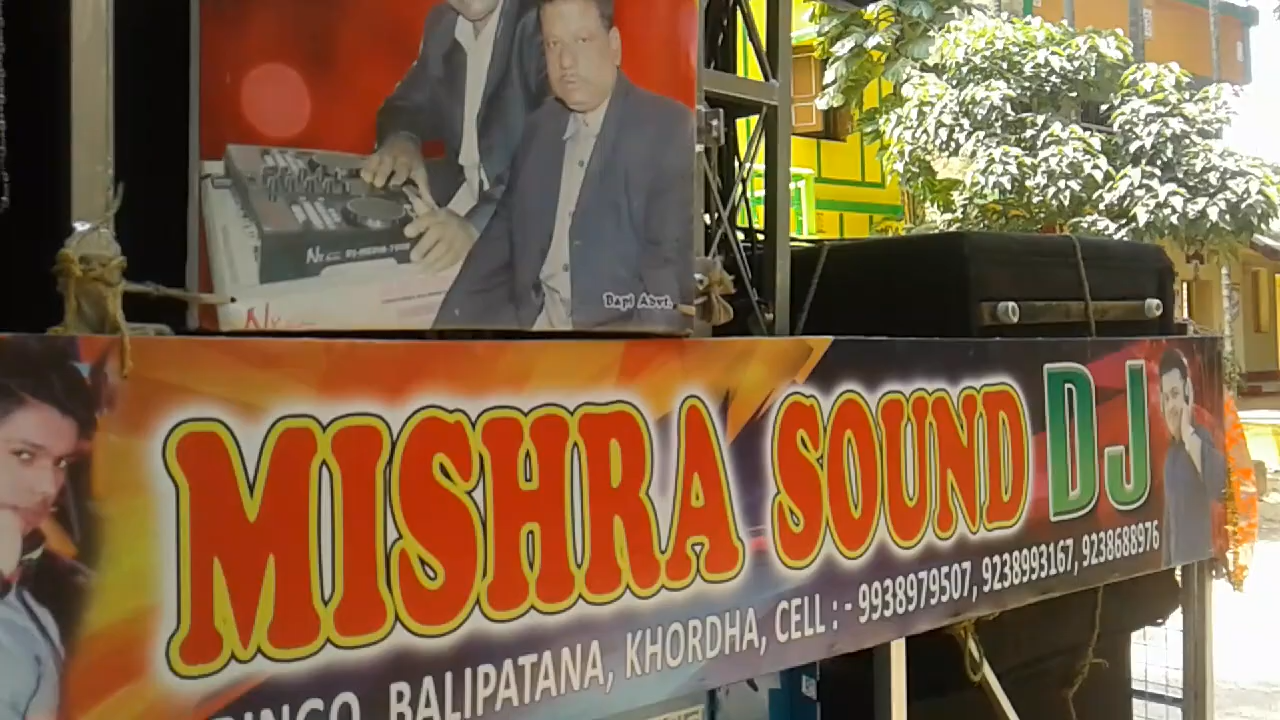 Bapi Advt.
MISHRA SOUND DJ
BALIPATANA, KHORDHA, CELL : - 9938979507, 9238993167, 9238688976